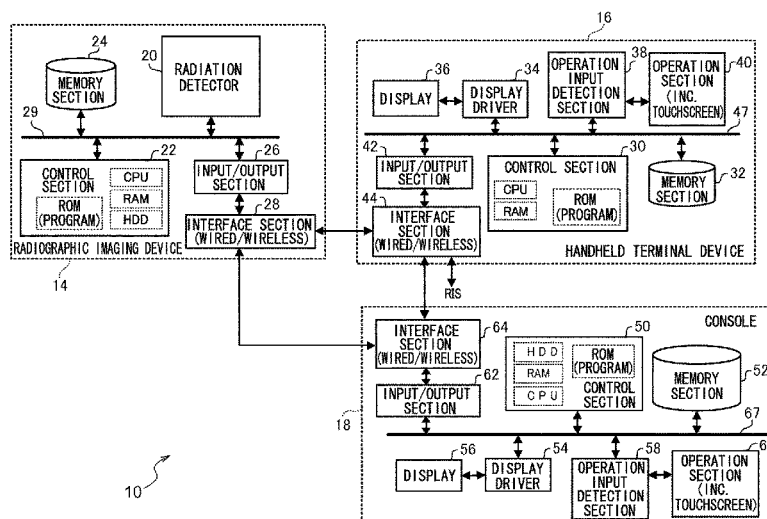 24
MEMORY
SECTION
20
RADIATION
DETECTOR
29
22
CONTROL
SECTION
ROM
(PROGRAM)
CPU
RAM
HDD
26
INPUT/OUTPUT
SECTION
28
INTERFACE SECTION
(WIRED/WIRELESS)
RADIOGRAPHIC IMAGING DEVICE
14
16
36
DISPLAY
34
DISPLAY
DRIVER
38
OPERATION
INPUT
DETECTION
SECTION
40
OPERATION
SECTION
(INC.
TOUCHSCREEN)
47
42
INPUT/OUTPUT
SECTION
30
CONTROL SECTION
CPU
RAM
ROM
(PROGRAM)
MEMORY
SECTION
32
44
INTERFACE
SECTION
(WIRED/WIRELESS)
HANDHELD TERMINAL DEVICE
RIS
CONSOLE
INTERFACE
SECTION
(WIRED/WIRELESS)
64
50
HDD
RAM
CPU
ROM
(PROGRAM)
CONTROL
SECTION
MEMORY
SECTION
52
62
INPUT/OUTPUT
SECTION
18
67
DISPLAY
56
DISPLAY
DRIVER
54
OPERATION
INPUT
DETECTION
SECTION
58
OPERATION
SECTION
(INC.
TOUCHSCREEN)
10